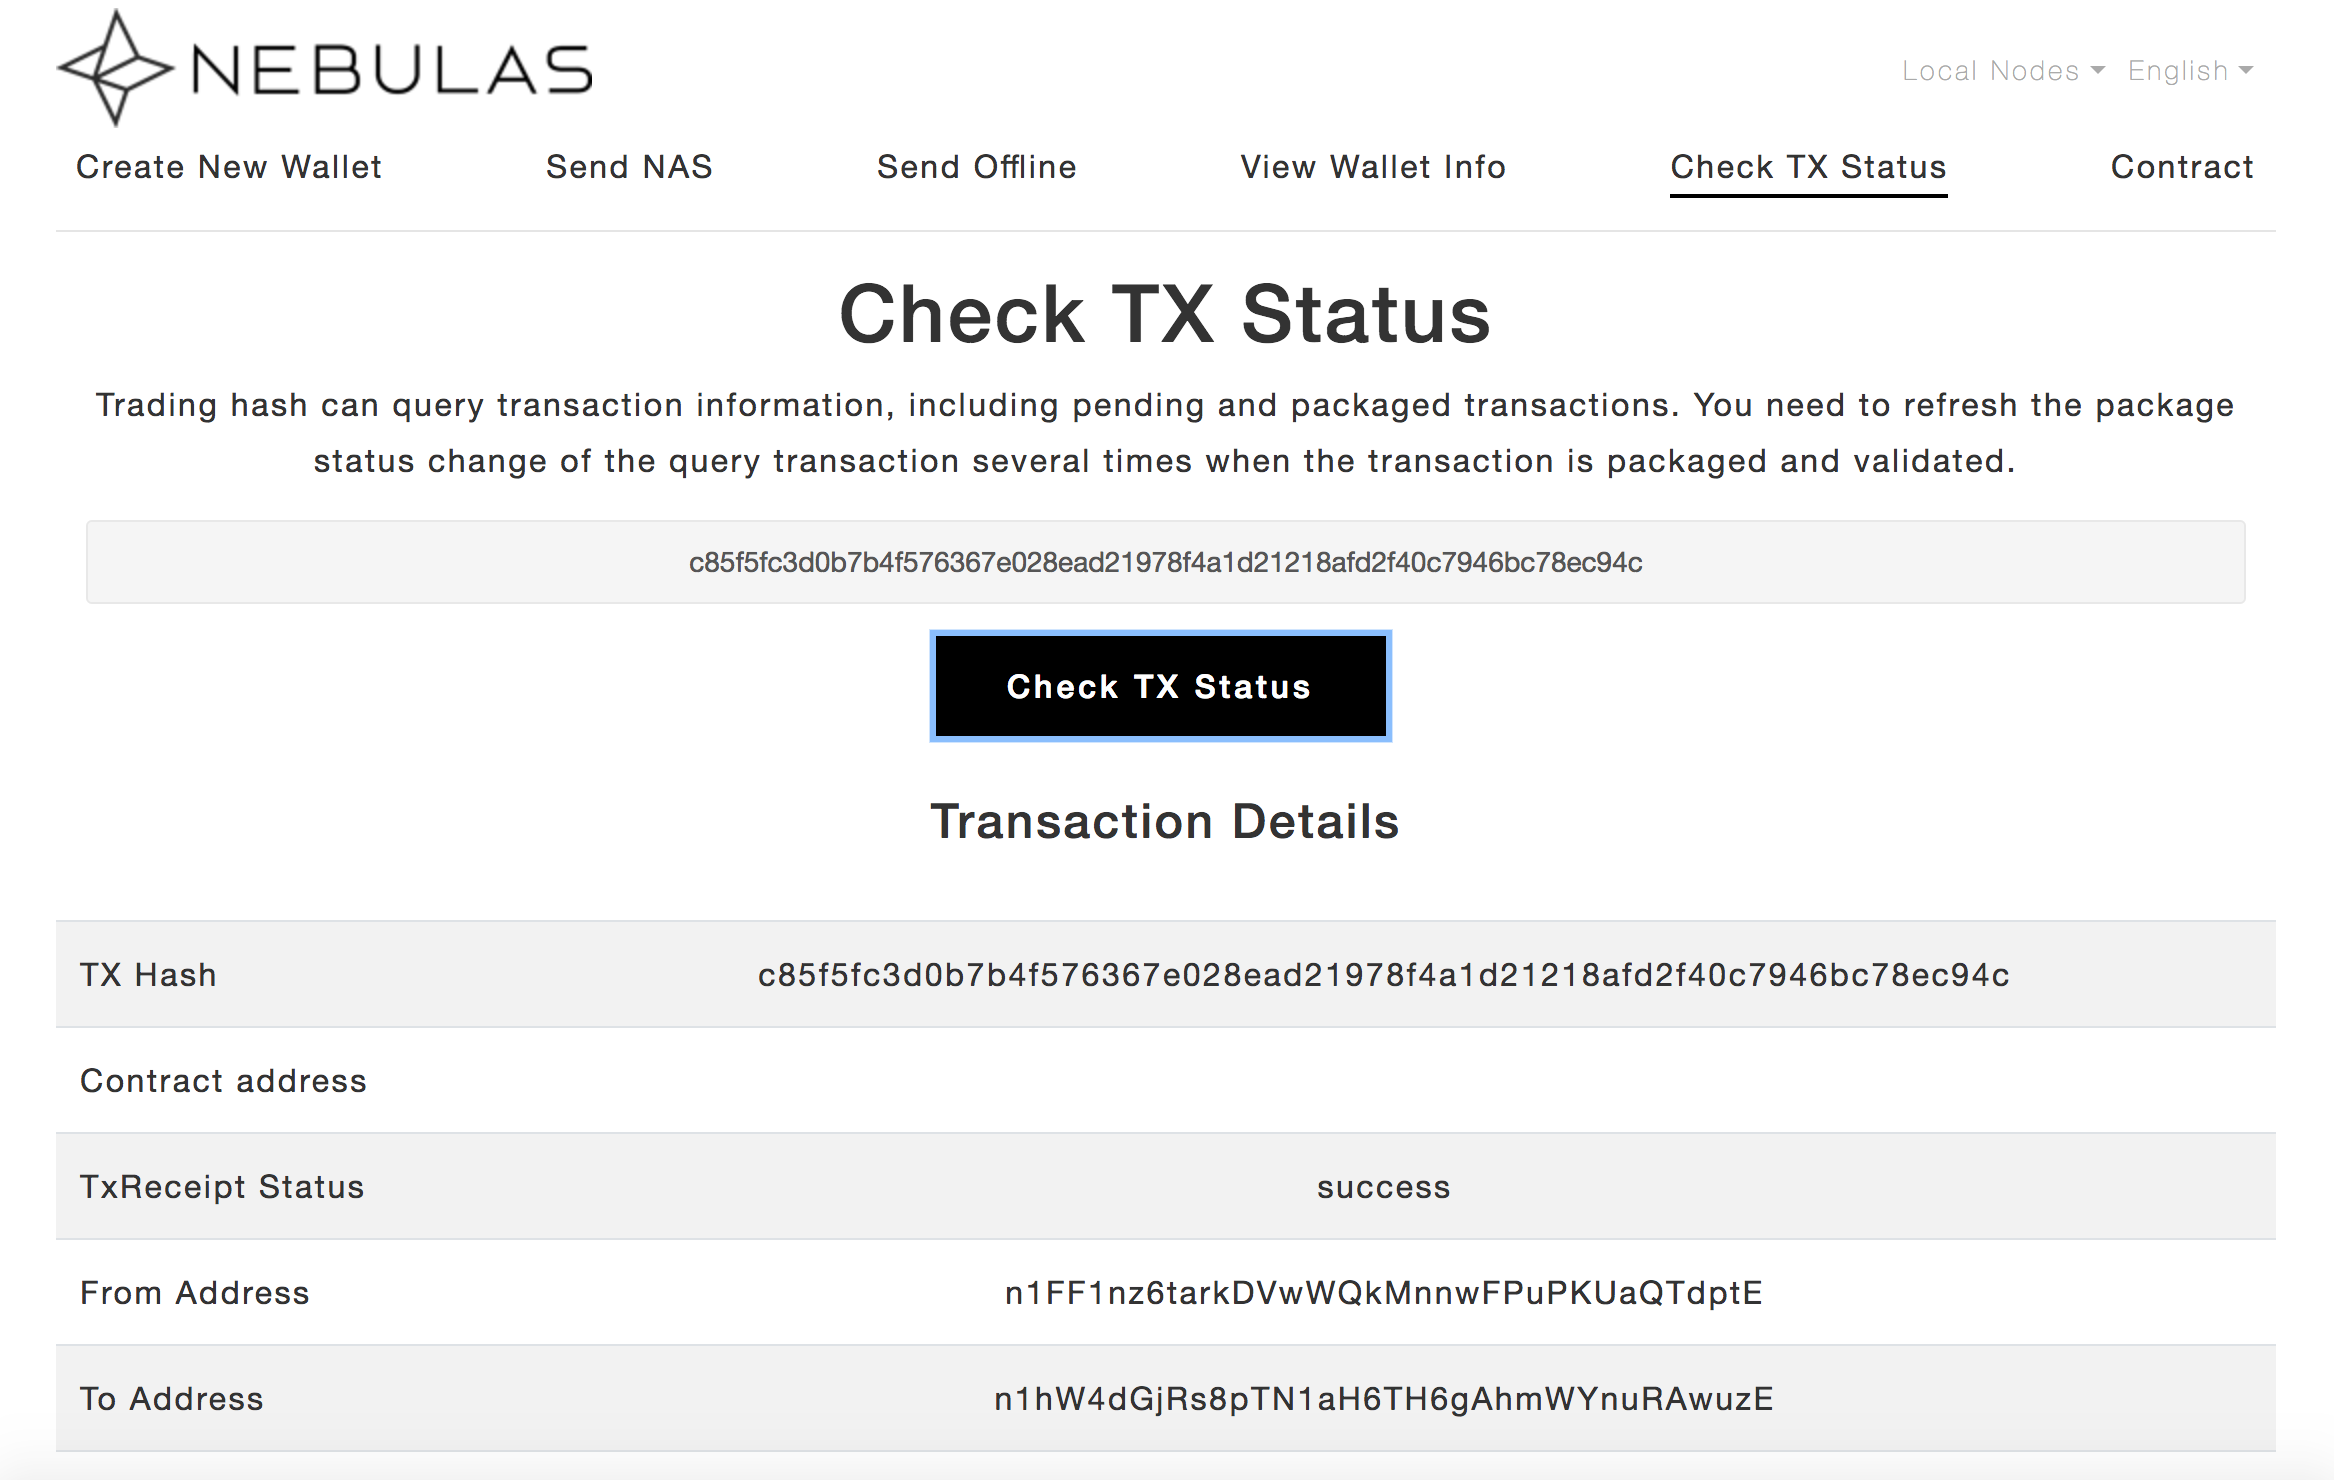 NEBULAS
Local Nodes English
Create New Wallet Send NAS Send Offline View Wallet Info Check TX Status Contract
Check TX Status
Trading hash can query transaction information, including pending and packaged transactions. You need to refresh the package
status change of the query transaction several times when the transaction is packaged and validated.
c85f5fc3d0b7b4f576367e028ead21978f4a1d21218afd2f40c7946bc78ec94c
Check TX Status
Transaction Details
TX Hash c85f5fc3d0b7b4f576367e028ead21978f4a1d21218afd2f40c7946bc78ec94c
Contract address
TxReceipt Status success
From Address n1FF1nz6tarkDVwWQkMnnwFPuPKUaQTdptE
To Address n1hW4dGjRs8pTN1aH6TH6gAhmWYnuRAwuzE